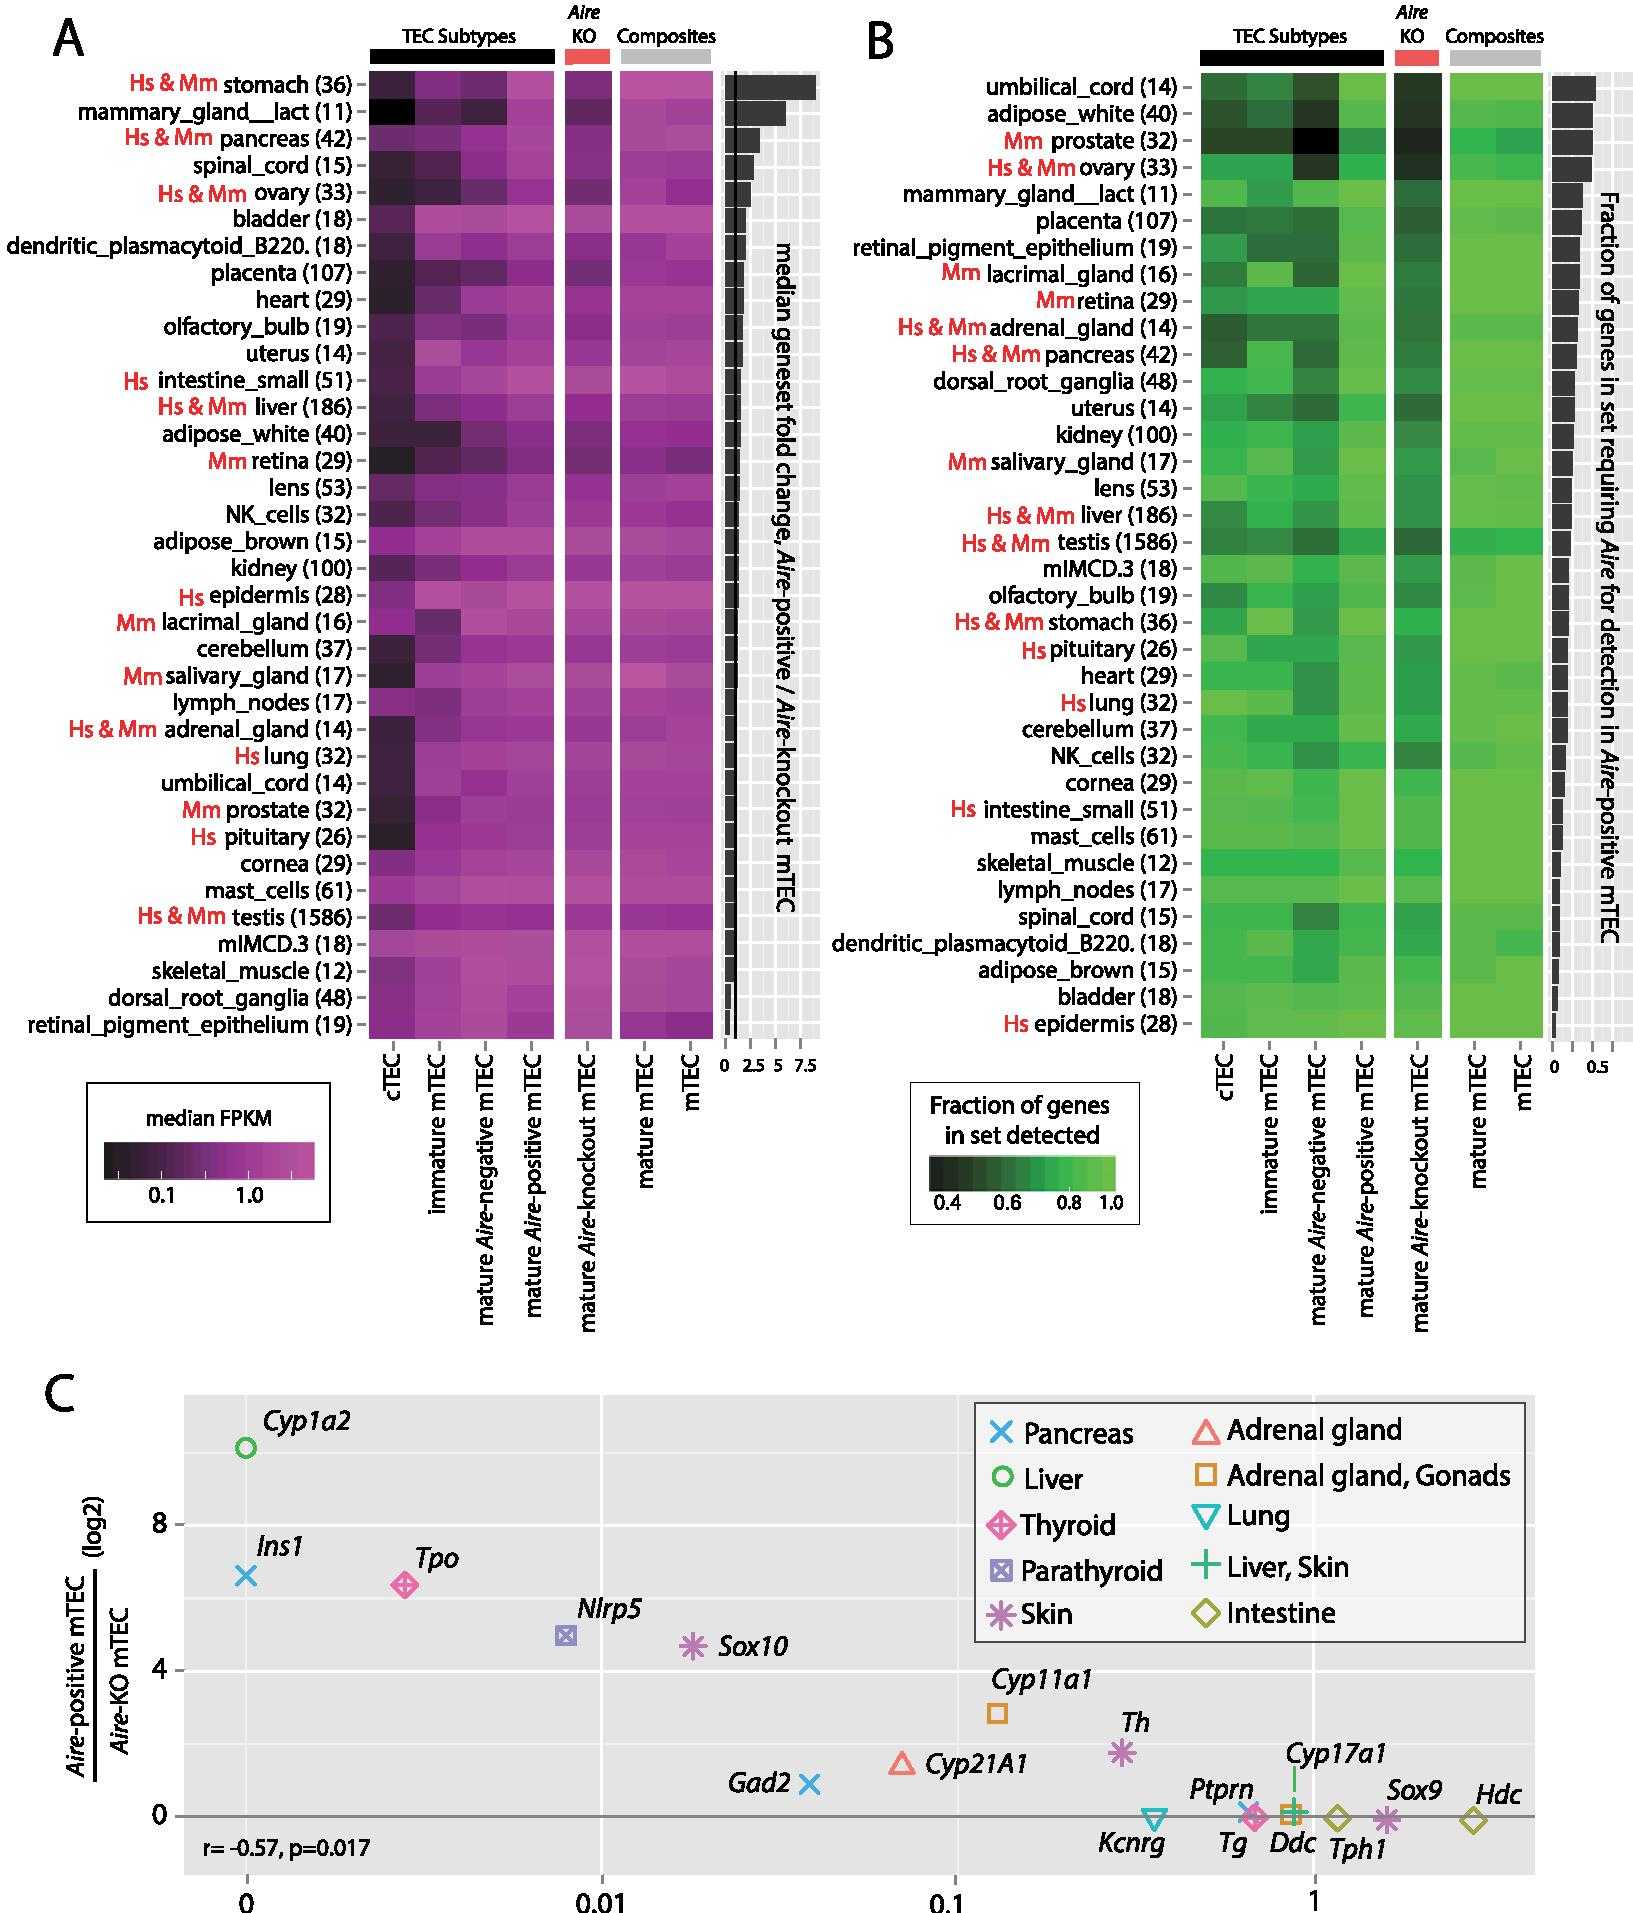 A
TEC Subtypes
Aire
KO
Composites
Hs & Mm stomach (36)
mammary_gland__lact (11)
Hs & Mm pancreas (42)
spinal_cord (15)
Hs & Mm ovary (33)
bladder (18)
dendritic_plasmacytoid_B220. (18)
placenta (107)
heart (29)
olfactory_bulb (19)
uterus (14)
Hs intestine_small (51)
Hs & Mm liver (186)
adipose_white (40)
Mm retina (29)
lens (53)
NK_cells (32)
adipose_brown (15)
kidney (100)
Hs epidermis (28)
Mm lacrimal_gland (16)
cerebellum (37)
Mm salivary_gland (17)
lymph_nodes (17)
Hs & Mm adrenal_gland (14)
Hs lung (32)
umbilical_cord (14)
Mm prostate (32)
Hs pituitary (26)
cornea (29)
mast_cells (61)
Hs & Mm testis (1586)
mIMCD.3 (18)
skeletal_muscle (12)
dorsal_root_ganglia (48)
retinal_pigment_epithelium (19)
cTEC
immature mTEC
mature Aire-negative mTEC
mature Aire-positive mTEC
mature Aire-knockout mTEC
mature mTEC
mTEC
0 2.5 5 7.5
median geneset fold change, Aire-positive / Aire-knockout mTEC
median FPKM
0.1 1.0
B
TEC Subtypes
Aire
KO
Composites
umbilical_cord (14)
adipose_white (40)
Mm prostate (32)
Hs & Mm ovary (33)
mammary_gland__lact (11)
placenta (107)
retinal_pigment_epithelium (19)
Mm lacrimal_gland (16)
Mm retina (29)
Hs & Mm adrenal_gland (14)
Hs & Mm pancreas (42)
dorsal_root_ganglia (48)
uterus (14)
kidney (100)
Mm salivary_gland (17)
lens (53)
Hs & Mm liver (186)
Hs & Mm testis (1586)
mIMCD.3 (18)
olfactory_bulb (19)
Hs & Mm stomach (36)
Hs pituitary (26)
heart (29)
Hs lung (32)
cerebellum (37)
NK_cells (32)
cornea (29)
Hs intestine_small (51)
mast_cells (61)
skeletal_muscle (12)
lymph_nodes (17)
spinal_cord (15)
dendritic_plasmacytoid_B220. (18)
adipose_brown (15)
bladder (18)
Hs epidermis (28)
cTEC
immature mTEC
mature Aire-negative mTEC
mature Aire-positive mTEC
mature Aire-knockout mTEC
mature mTEC
mTEC
0 0.5
Fraction of genes in set requiring Aire for detection in Aire-positive mTEC
Fraction of genes
in set detected
0.4 0.6 0.8 1.0
C
Aire-positive mTEC
Aire-KO mTEC
(log2)
8
4
0
Cyp1a2
Ins1
Tpo
Nlrp5
Sox10
Cyp11a1
Th
Gad2
Cyp21A1
Cyp17a1
Ptprn
Sox9
Hdc
Kcnrg
Tg
Ddc
Tph1
r= -0.57, p=0.017
Pancreas
Liver
Thyroid
Parathyroid
Skin
Adrenal gland
Adrenal gland, Gonads
Lung
Liver, Skin
Intestine
0 0.01 0.1 1